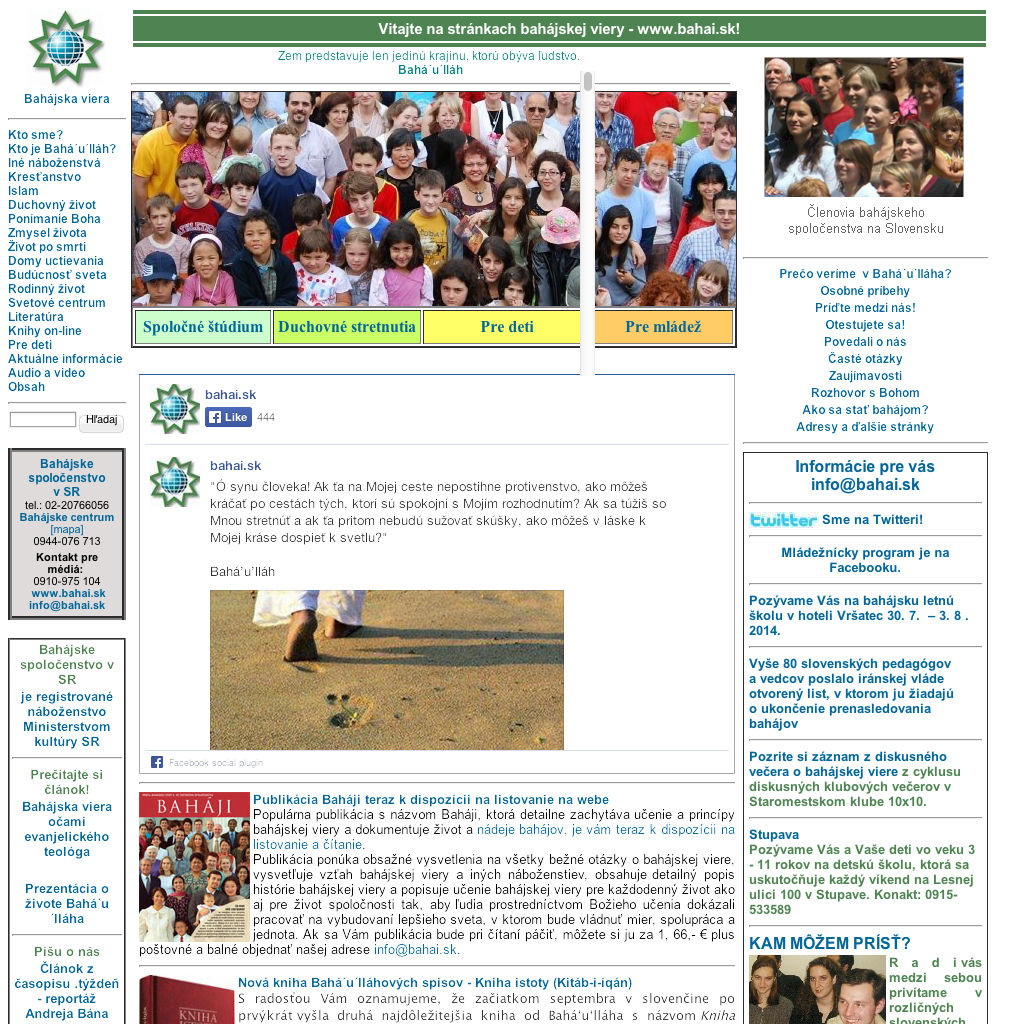 Vitajte na stránkach bahájskej viery - www.bahai.sk!
Bahájska viera
Kto sme?
Kto je Bahá´u´lláh?
Iné náboženstvá
Kresťanstvo
Islam
Duchovný život
Ponímanie Boha
Zmysel života
Život po smrti
Domy uctievania
Budúcnosť sveta
Rodinný život
Svetové centrum
Literatúra
Knihy on-line
Pre deti
Aktuálne informácie
Audio a video
Obsah
Hľadaj
Bahájske
spoločenstvo
v SR
tel.: 02-20766056
Bahájske centrum
[mapa]
0944-076 713
Kontakt pre
médiá:
0910-975 104
www.bahai.sk
info@bahai.sk
Bahájske
spoločenstvo v
SR
je registrované
náboženstvo
Ministerstvom
kultúry SR
Prečítajte si
článok!
Bahájska viera
očami
evanjelického
teológa
Prezentácia o
živote Bahá´u
´lláha
Píšu o nás
Článok z
časopisu .týždeň
- reportáž
Andreja Bána
Zem predstavuje len jedinú krajinu, ktorú obýva ľudstvo.
Bahá´u´lláh
Spoločné štúdium
Duchovné stretnutia
Pre deti
Pre mládež
bahai.sk
Like
444
bahai.sk
"Ó synu človeka! Ak ťa na Mojej ceste nepostihne protivenstvo, ako môžeš
kráčať po cestách tých, ktorí sú spokojní s Mojím rozhodnutím? Ak sa túžiš so
Mnou stretnúť a ak ťa pritom nebudú sužovať skúšky, ako môžeš v láske k
Mojej kráse dospieť k svetlu?"
Bahá’u’lláh
Facebook social plugin
BAHÁJI
Publikácia Baháji teraz k dispozícii na listovanie na webe
Populárna publikácia s názvom Baháji, ktorá detailne zachytáva učenie a princípy
bahájskej viery a dokumentuje život a nádeje bahájov, je vám teraz k dispozícii na
listovanie a čítanie.
Publikácia ponúka obsažné vysvetlenia na všetky bežné otázky o bahájskej viere,
vysvetľuje vzťah bahájskej viery a iných náboženstiev, obsahuje detailný popis
histórie bahájskej viery a popisuje učenie bahájskej viery pre každodenný život ako
aj pre život spoločnosti tak, aby ľudia prostredníctvom Božieho učenia dokázali
pracovať na vybudovaní lepšieho sveta, v ktorom bude vládnuť mier, spolupráca a
jednota. Ak sa Vám publikácia bude pri čítaní páčiť, môžete si ju za 1, 66,- € plus
poštovné a balné objednať našej adrese info@bahai.sk.
KNIHA
Nová kniha Bahá´u´lláhových spisov - Kniha istoty (Kitáb-i-íqán)
S radosťou Vám oznamujeme, že začiatkom septembra v slovenčine po
prvýkrát vyšla druhá najdôležitejšia kniha od Bahá‘u‘lláha s názvom Kniha
Členovia bahájskeho
spoločenstva na Slovensku
Prečo veríme v Bahá´u´lláha?
Osobné príbehy
Príďte medzi nás!
Otestujete sa!
Povedali o nás
Časté otázky
Zaujímavosti
Rozhovor s Bohom
Ako sa stať bahájom?
Adresy a ďalšie stránky
Informácie pre vás
info@bahai.sk
twitter Sme na Twitteri!
Mládežnícky program je na
Facebooku.
Pozývame Vás na bahájsku letnú
školu v hoteli Vršatec 30. 7. – 3. 8 .
2014.
Vyše 80 slovenských pedagógov
a vedcov poslalo iránskej vláde
otvorený list, v ktorom ju žiadajú
o ukončenie prenasledovania
bahájov
Pozrite si záznam z diskusného
večera o bahájskej viere z cyklusu
diskusných klubových večerov v
Staromestskom klube 10x10.
Stupava
Pozývame Vás a Vaše deti vo veku 3
- 11 rokov na detskú školu, ktorá sa
uskutočňuje každý víkend na Lesnej
ulici 100 v Stupave. Konakt: 0915-
533589
KAM MÔŽEM PRÍSŤ?
R a d i vás
medzi sebou
privítame v
rozličných
slovenských